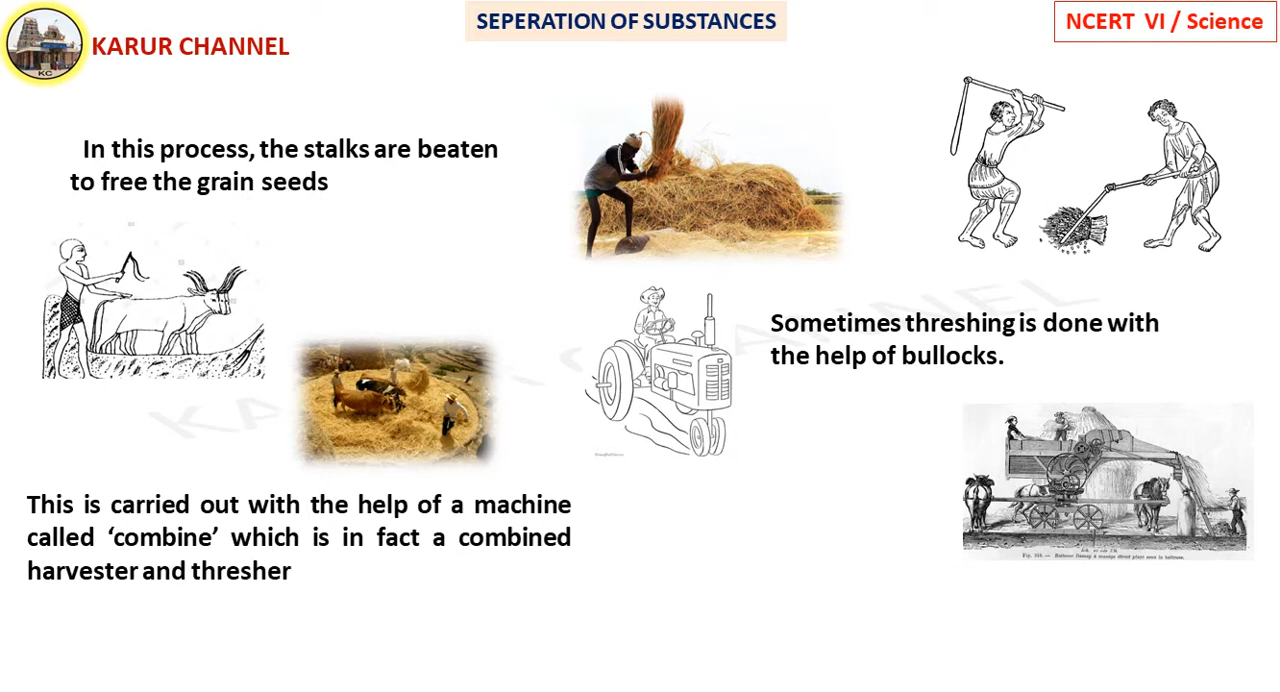 SEPERATION OF SUBSTANCES
NCERT VI / Science
KARUR CHANNEL
KC
In this process, the stalks are beaten
to free the grain seeds
Sometimes threshing is done with
the help of bullocks.
This is carried out with the help of a machine
called ‘combine’ which is in fact a combined
harvester and thresher